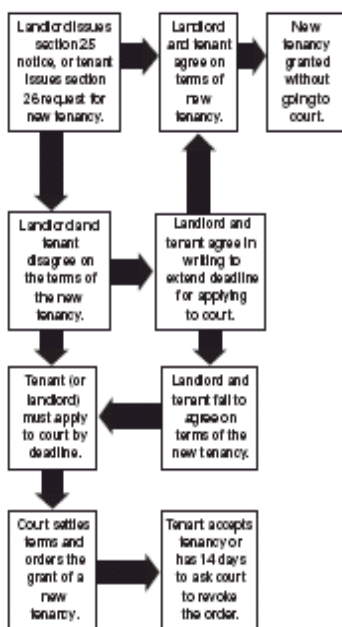 Landlord issues
section 25
notice, or tenant
issues section
26 request for
new tenancy.
Landlord
and tenant
agree on
terms of
new
tenancy.
New
tenancy
granted
without
going to
court.
Landlord and
tenant
disagree on
the terms of
the new
tenancy.
Landlord and
tenant agree in
writing to
extend deadline
for applying
to court.
Tenant (or
landlord)
must apply
to court by
deadline.
Landlord and
tenant fail to
agree on
terms of the
new tenancy.
Court settles
terms and
orders the
grant of a
new
tenancy.
Tenant accepts
tenancy or
has 14 days
to ask court
to revoke
the order.